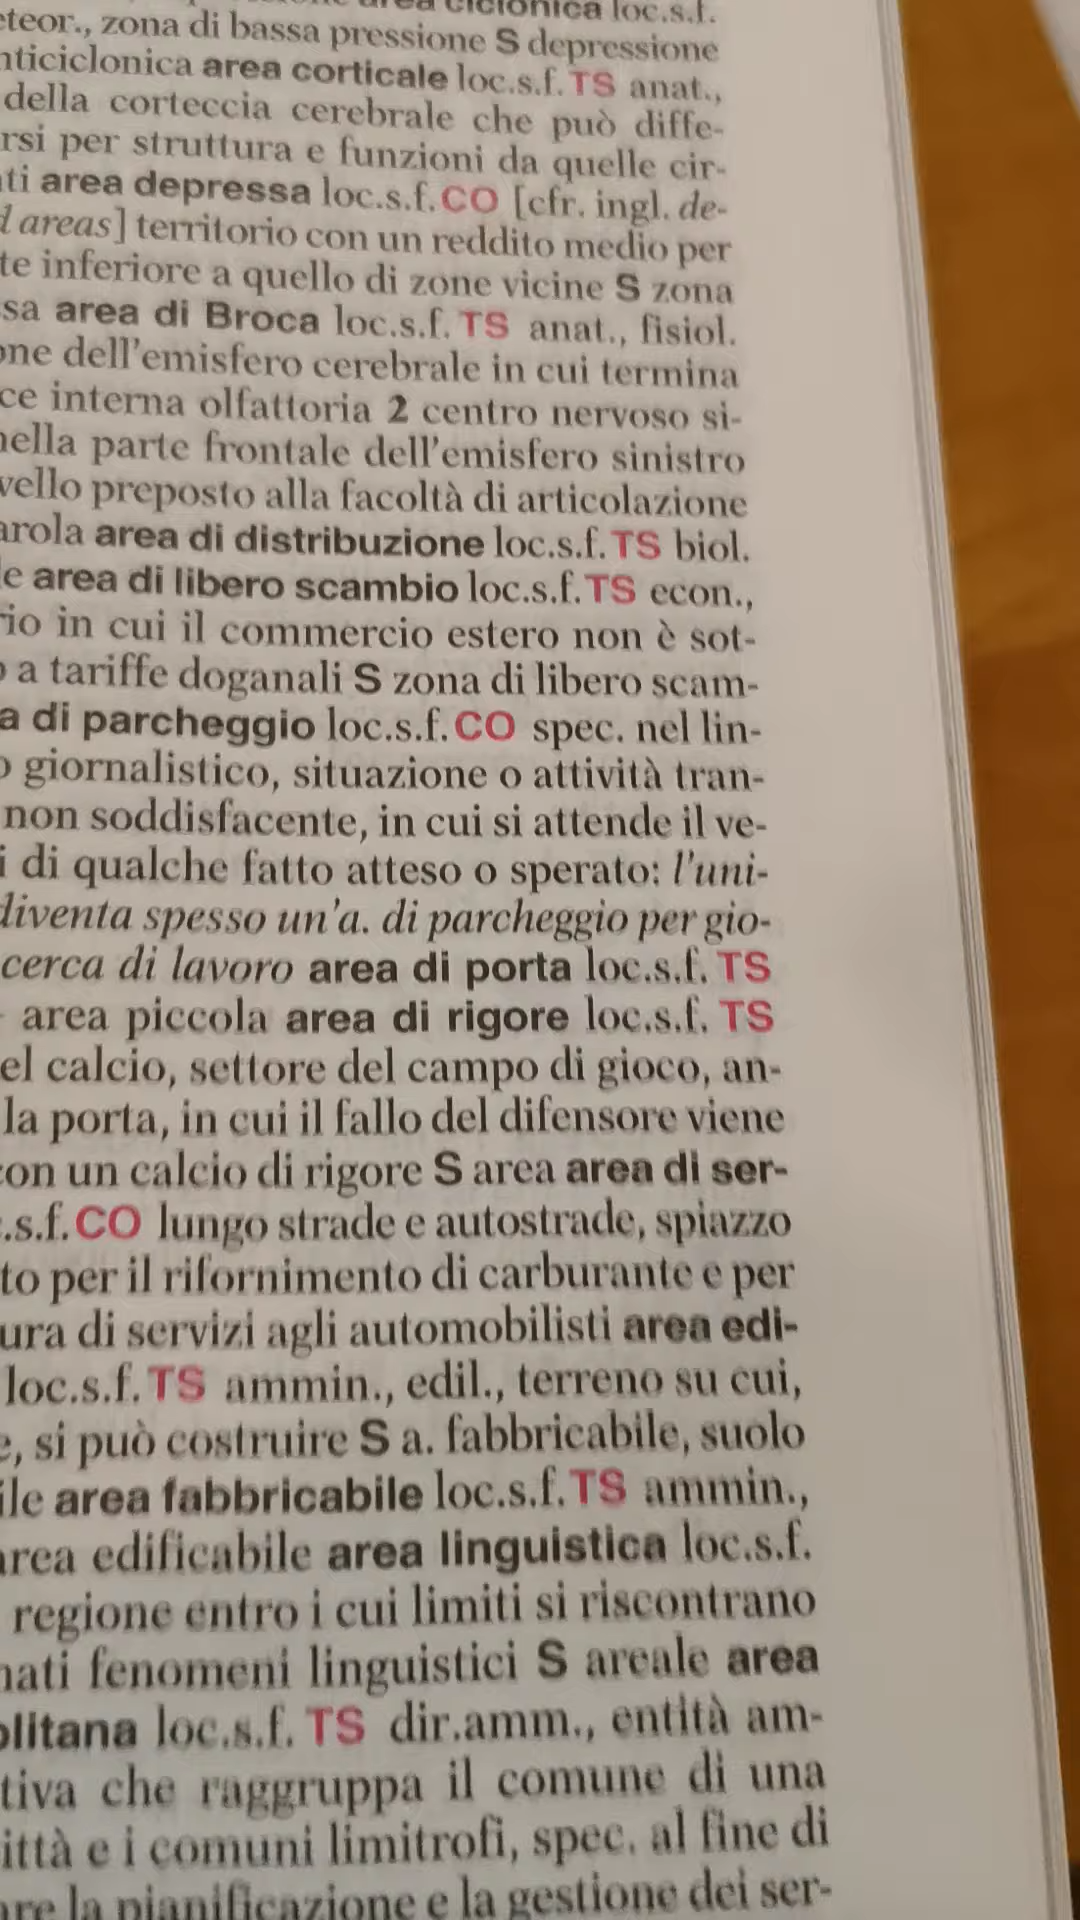 area ciclonica loc.s.f.
zona di bassa pressione S depressione
area corticale loc.s.f. TS anat.,
della corteccia cerebrale che può diffe-
rsi per struttura e funzioni da quelle cir-
ti area depressa loc.s.f. CO [cfr. ingl. de-
d areas] territorio con un reddito medio per
te inferiore a quello di zone vicine S zona
sa area di Broca loc.s.f. TS anat., fisiol.
one dell'emisfero cerebrale in cui termina
ce interna olfattoria 2 centro nervoso si-
nella parte frontale dell'emisfero sinistro
vello preposto alla facoltà di articolazione
arola area di distribuzione loc.s.f. TS biol.
le area di libero scambio loc.s.f. TS econ.,
rio in cui il commercio estero non è sot-
o a tariffe doganali S zona di libero scam-
a di parcheggio loc.s.f. CO spec. nel lin-
o giornalistico, situazione o attività tran-
non soddisfacente, in cui si attende il ve-
i di qualche fatto atteso o sperato: l'uni-
diventa spesso un'a. di parcheggio per gio-
cerca di lavoro area di porta loc.s.f. TS
area piccola area di rigore loc.s.f. TS
el calcio, settore del campo di gioco, an-
la porta, in cui il fallo del difensore viene
con un calcio di rigore S area area di ser-
.s.f. CO lungo strade e autostrade, spiazzo
to per il rifornimento di carburante e per
ura di servizi agli automobilisti area edi-
loc.s.f. TS ammin., edil., terreno su cui,
e, si può costruire S a. fabbricabile, suolo
ile area fabbricabile loc.s.f. TS ammin.,
area edificabile area linguistica loc.s.f.
regione entro i cui limiti si riscontrano
nati fenomeni linguistici S areale area
olitana loc.s.f. TS dir.amm., entità am-
tiva che raggruppa il comune di una
ittà e i comuni limitrofi, spec. al fine di
are la pianificazione e la gestione dei ser-